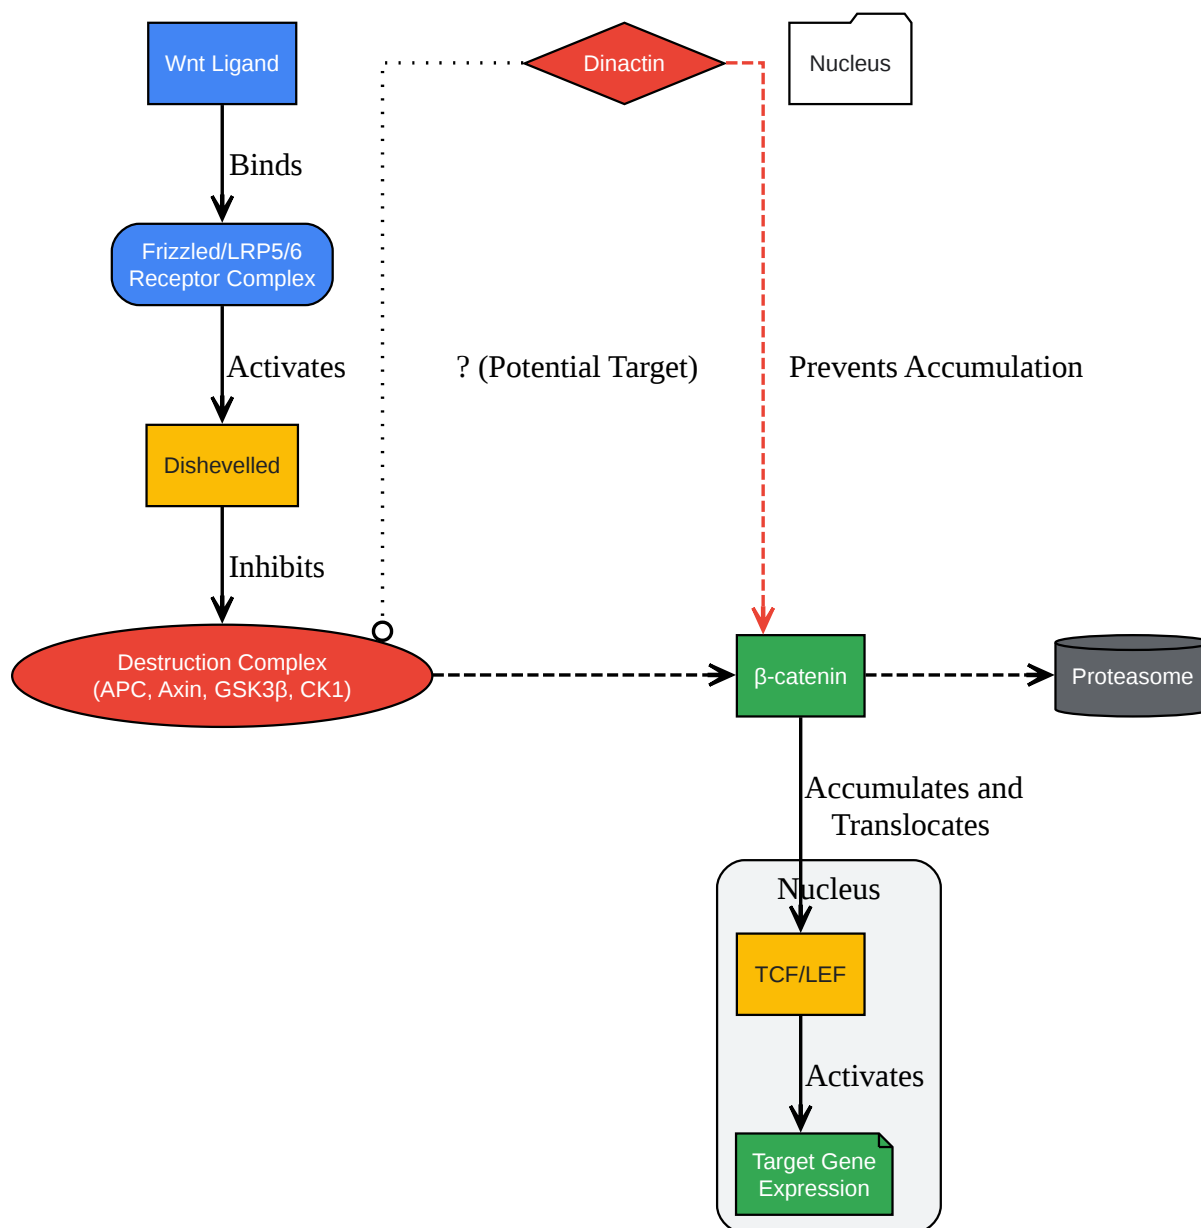 Wnt Ligand
Dinactin
Nucleus
Binds
Frizzled/LRP5/6
Receptor Complex
Activates
? (Potential Target)
Prevents Accumulation
Dishevelled
Inhibits
Destruction Complex
(APC, Axin, GSK3β, CK1)
β-catenin
Proteasome
Accumulates and
Translocates
Nucleus
TCF/LEF
Activates
Target Gene
Expression